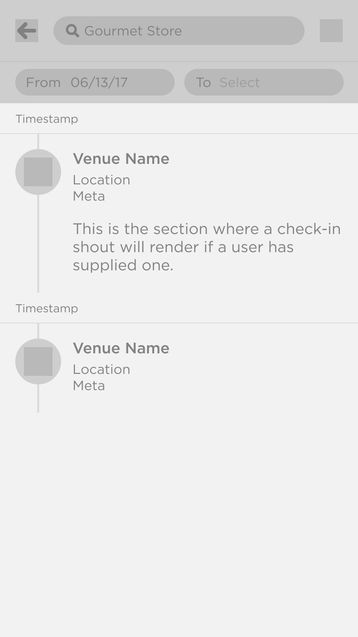 Gourmet Store
From 06/13/17 To Select
Timestamp
Venue Name
Location
Meta
This is the section where a check-in
shout will render if a user has
supplied one.
Timestamp
Venue Name
Location
Meta